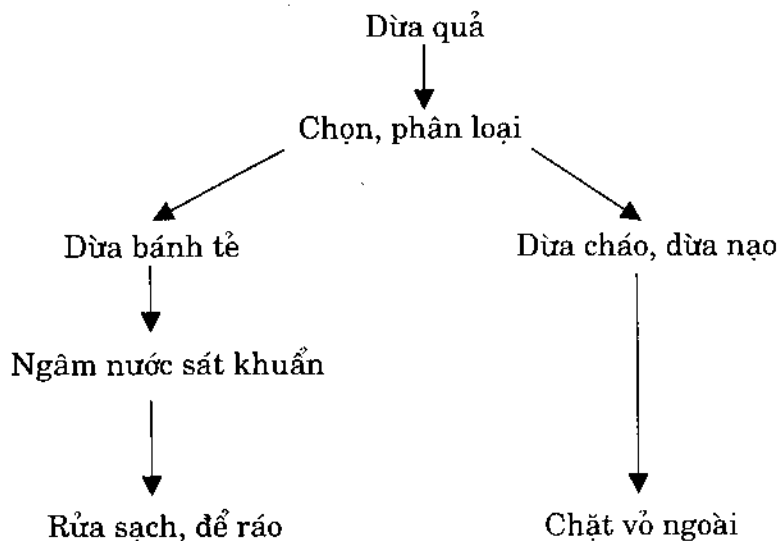 Dừa quả
Chọn, phân loại
Dừa bánh tẻ
Dừa cháo, dừa nạo
Ngâm nước sát khuẩn
Rửa sạch, để ráo
Chặt vỏ ngoài